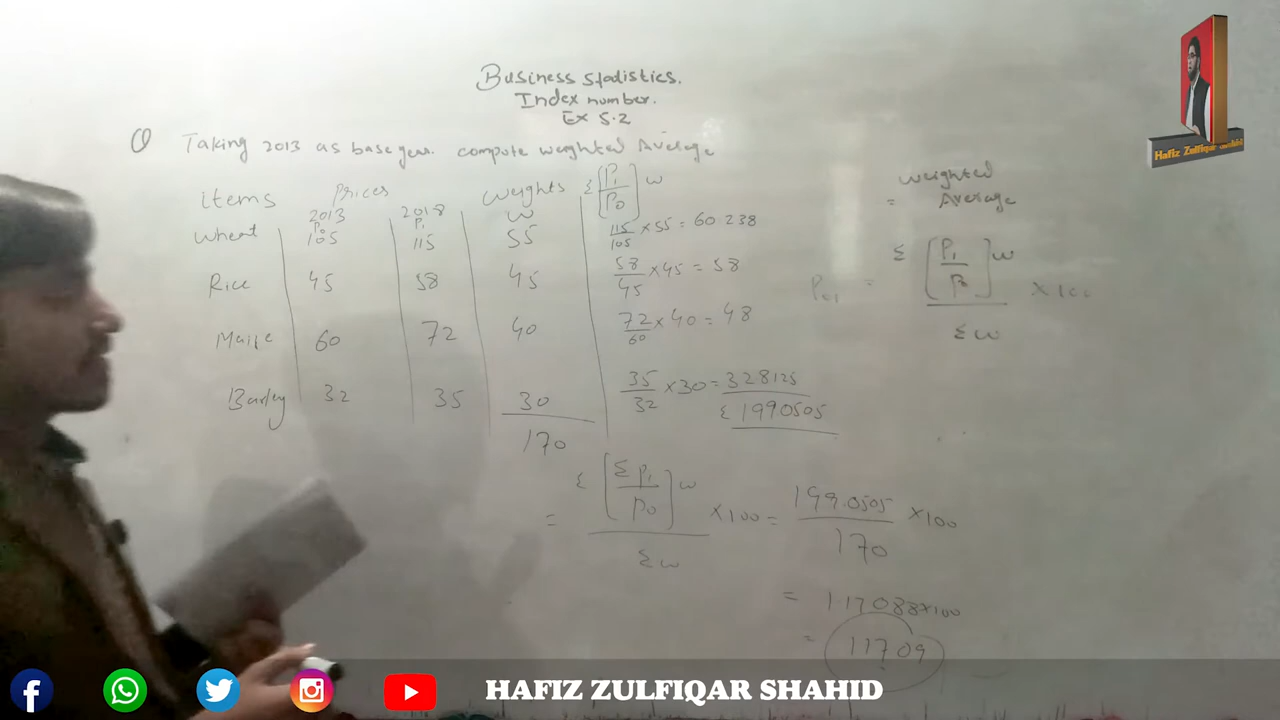 Business Statistics.
Index number.
Ex 5.2
Q Taking 2013 as base year. compute weighted Average
Items Prices Weights Σ[P1/P0] w
2013 2018 w
P0 P1
Wheat 105 115 55 115/105 ×55 = 60.238
Rice 45 58 45 58/45 ×45 = 58
Maize 60 72 40 72/60 ×40 = 48
Barley 32 35 30 35/32 ×30 = 328125
170 Σ 1990505
= Σ[ΣP1/P0]w / Σw ×100 = 199.0505/170 ×100
= 1.17088×100
= 117.09
weighted
= Average
P01 = Σ[P1/P0]w / Σw ×100
Hafiz Zulfiqar Shahid
HAFIZ ZULFIQAR SHAHID